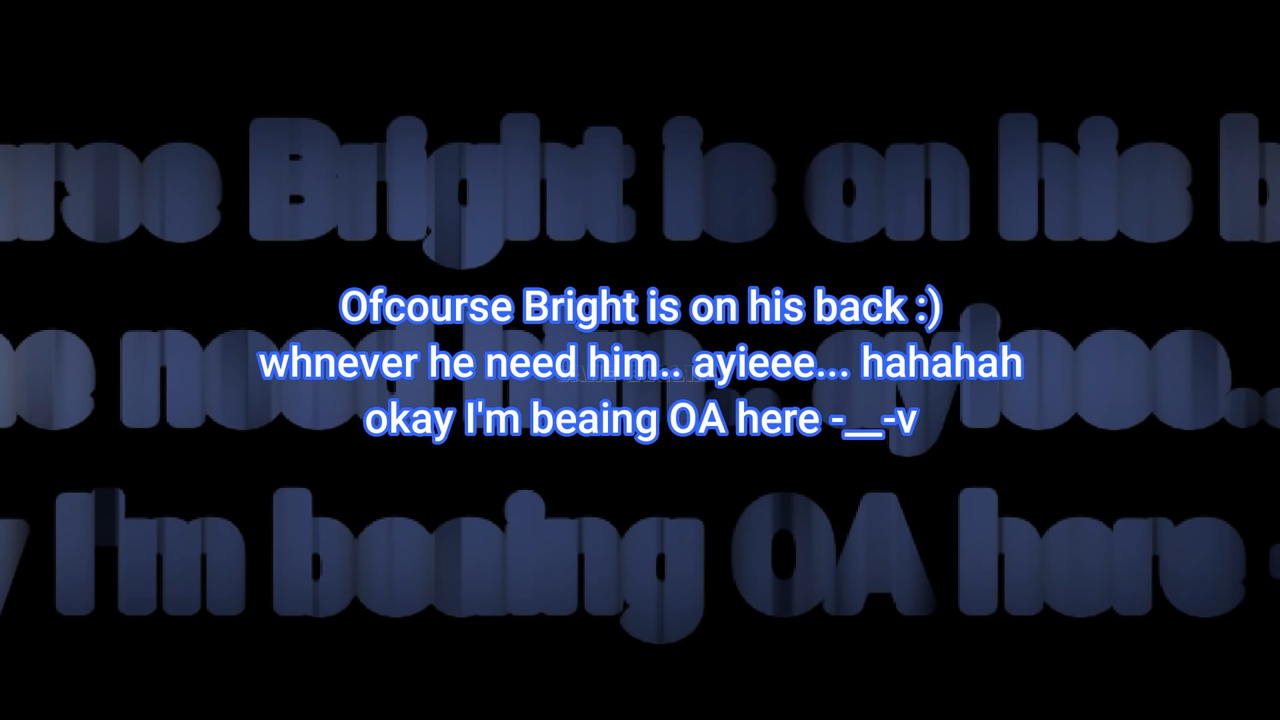 Ofcourse Bright is on his back :)
whnever he need him.. ayieee... hahahah
okay I'm beaing OA here -__-v